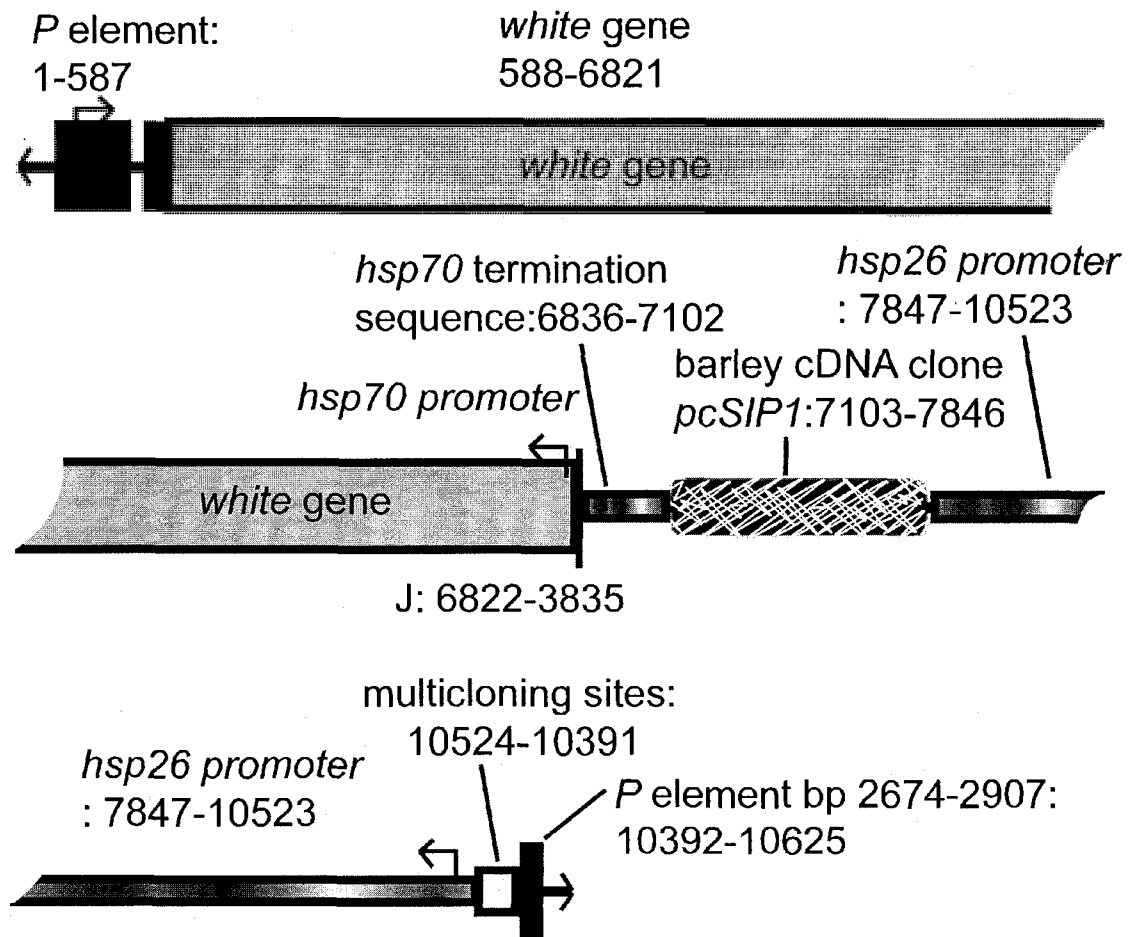 P element:
1-587
white gene
588-6821
white gene
hsp70 termination
sequence:6836-7102
hsp26 promoter
: 7847-10523
barley cDNA clone
pcSIP1:7103-7846
hsp70 promoter
white gene
J: 6822-3835
multicloning sites:
10524-10391
hsp26 promoter
: 7847-10523
P element bp 2674-2907:
10392-10625